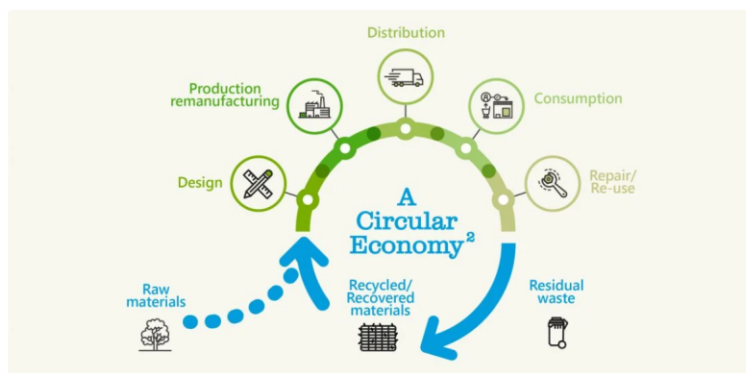 Distribution
Production
remanufacturing
Consumption
Design
Repair/
Re-use
A
Circular
Economy²
Raw
materials
Recycled/
Recovered
materials
Residual
waste